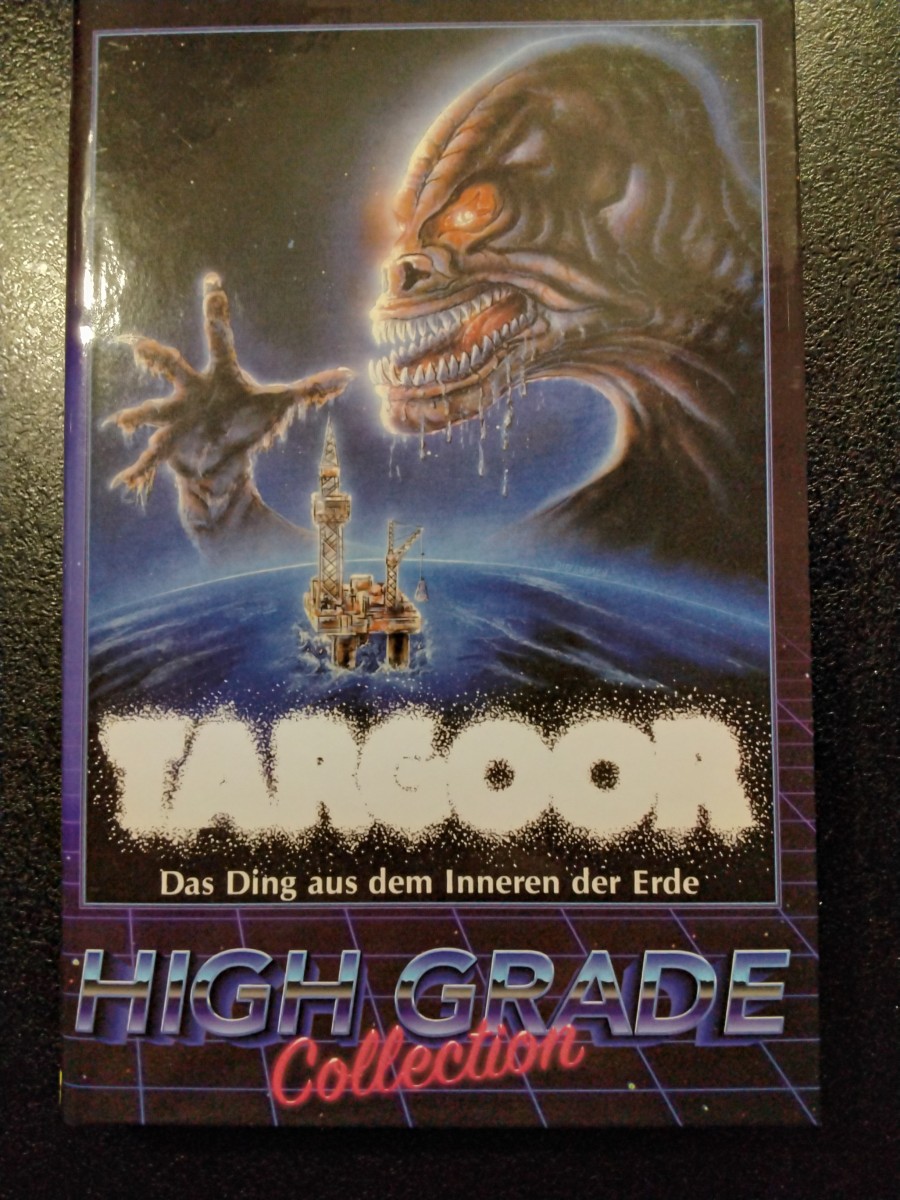 TARGOOR
Das Ding aus dem Inneren der Erde
HIGH GRADE
Collection